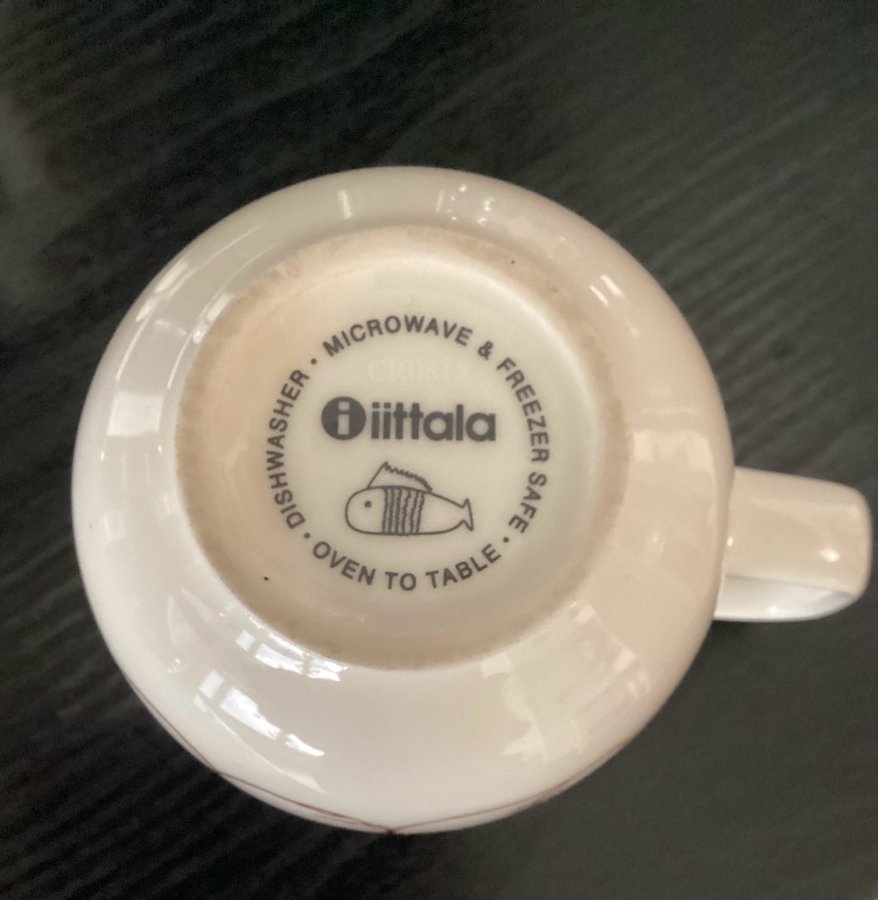 MICROWAVE & FREEZER SAFE • OVEN TO TABLE • DISHWASHER •
iittala